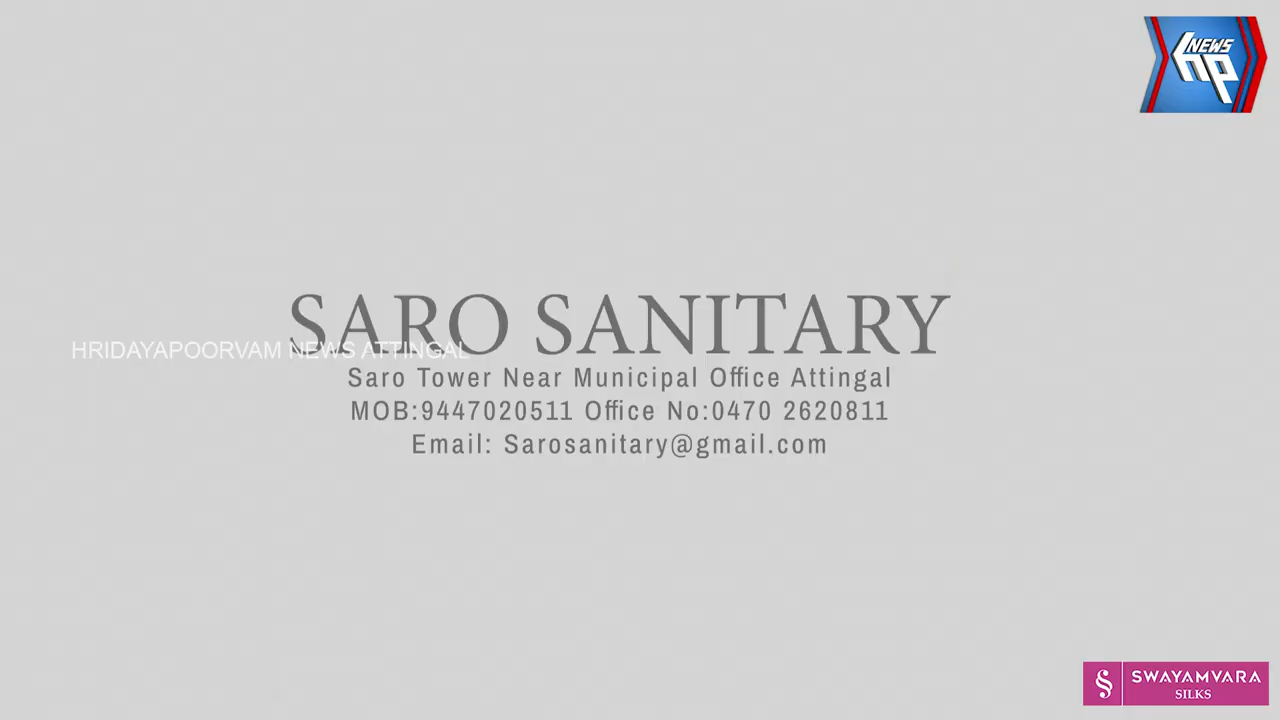 NEWS
hp
SARO SANITARY
HRIDAYAPOORVAM NEWS ATTINGAL
Saro Tower Near Municipal Office Attingal
MOB:9447020511 Office No:0470 2620811
Email: Sarosanitary@gmail.com
SWAYAMVARA
SILKS